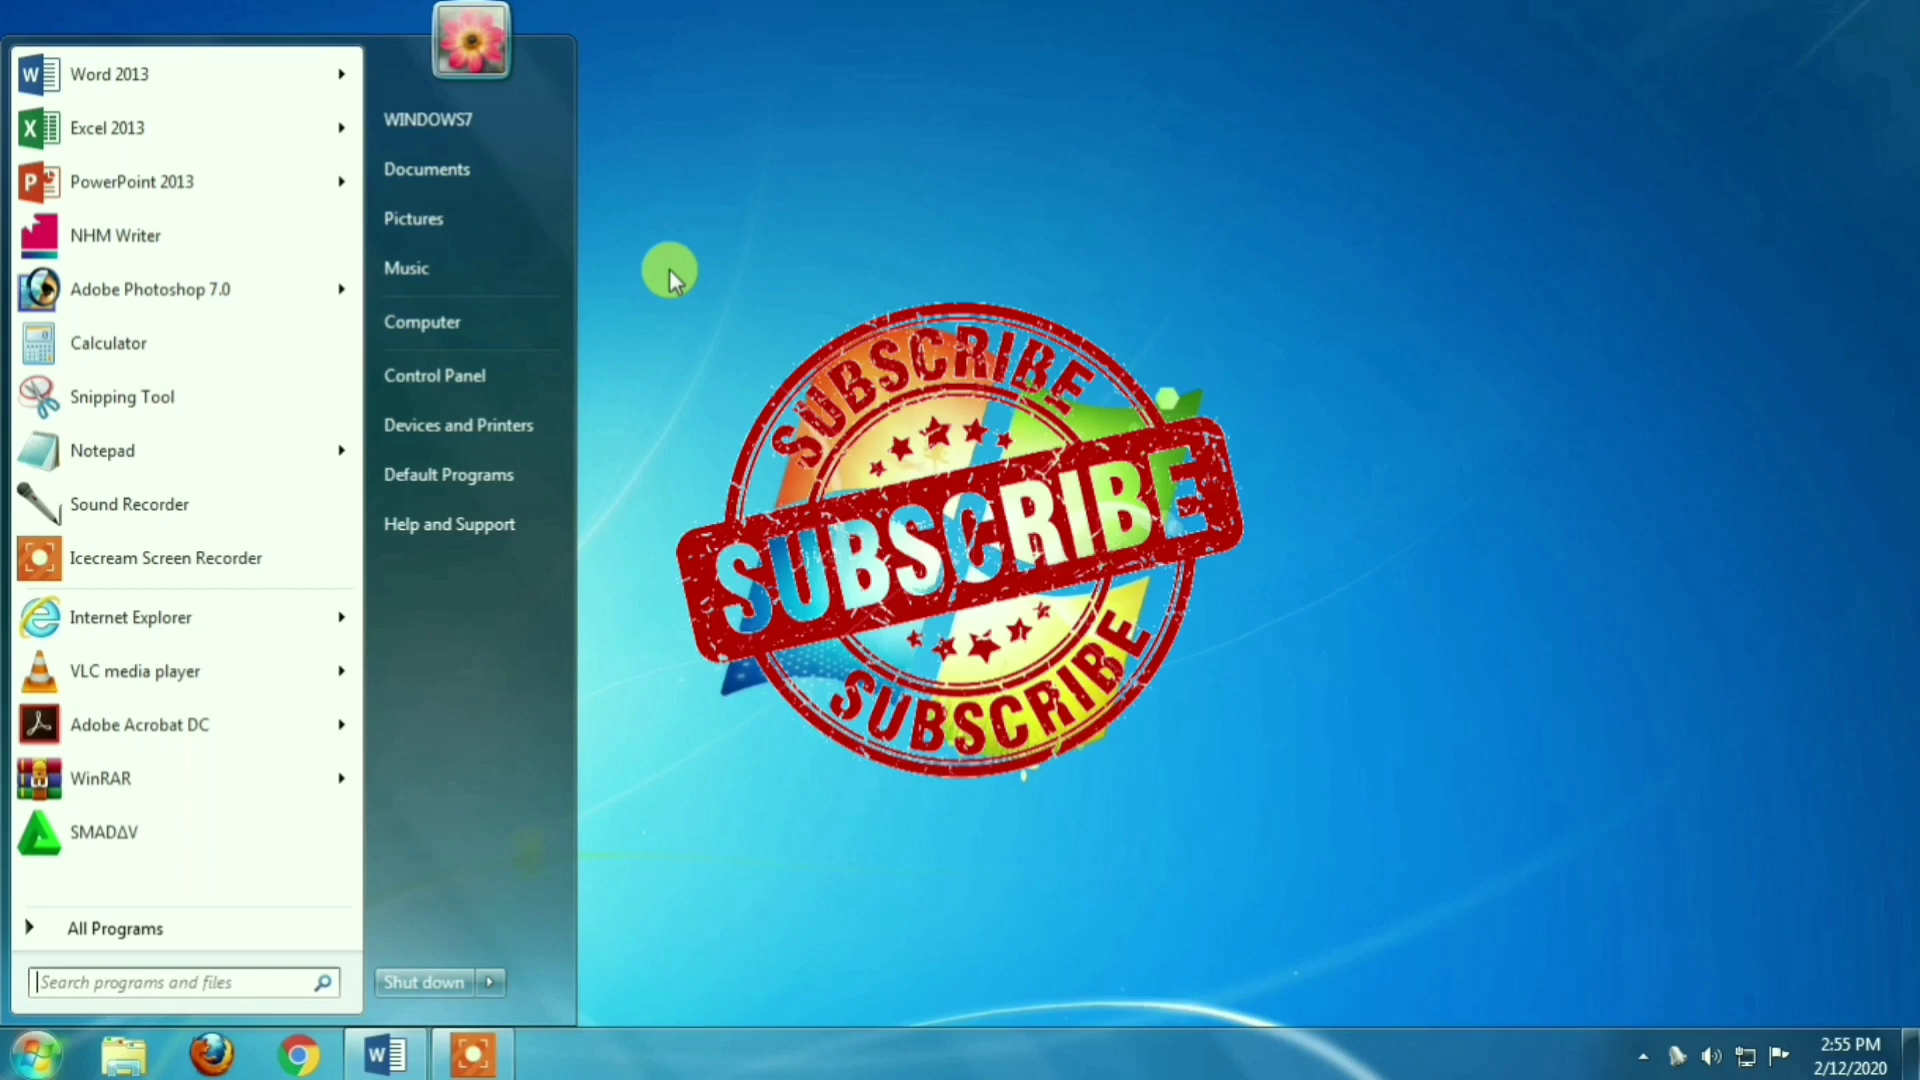 Word 2013
Excel 2013
PowerPoint 2013
NHM Writer
Adobe Photoshop 7.0
Calculator
Snipping Tool
Notepad
Sound Recorder
Icecream Screen Recorder
Internet Explorer
VLC media player
Adobe Acrobat DC
WinRAR
SMADΔV
All Programs
Search programs and files
WINDOWS7
Documents
Pictures
Music
Computer
Control Panel
Devices and Printers
Default Programs
Help and Support
Shut down
SUBSCRIBE
SUBSCRIBE
SUBSCRIBE
2:55 PM
2/12/2020